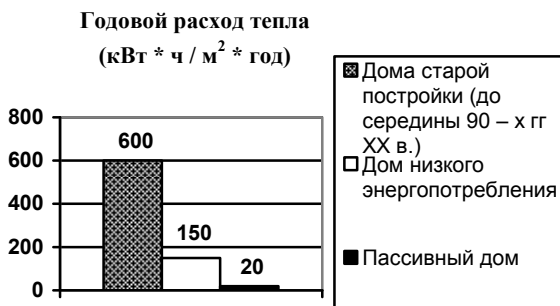 Годовой расход тепла
(кВт * ч / м² * год)
800
600
400
200
0
600
150
20
Дома старой
постройки (до
середины 90 – х гг
XX в.)
Дом низкого
энергопотребления
Пассивный дом